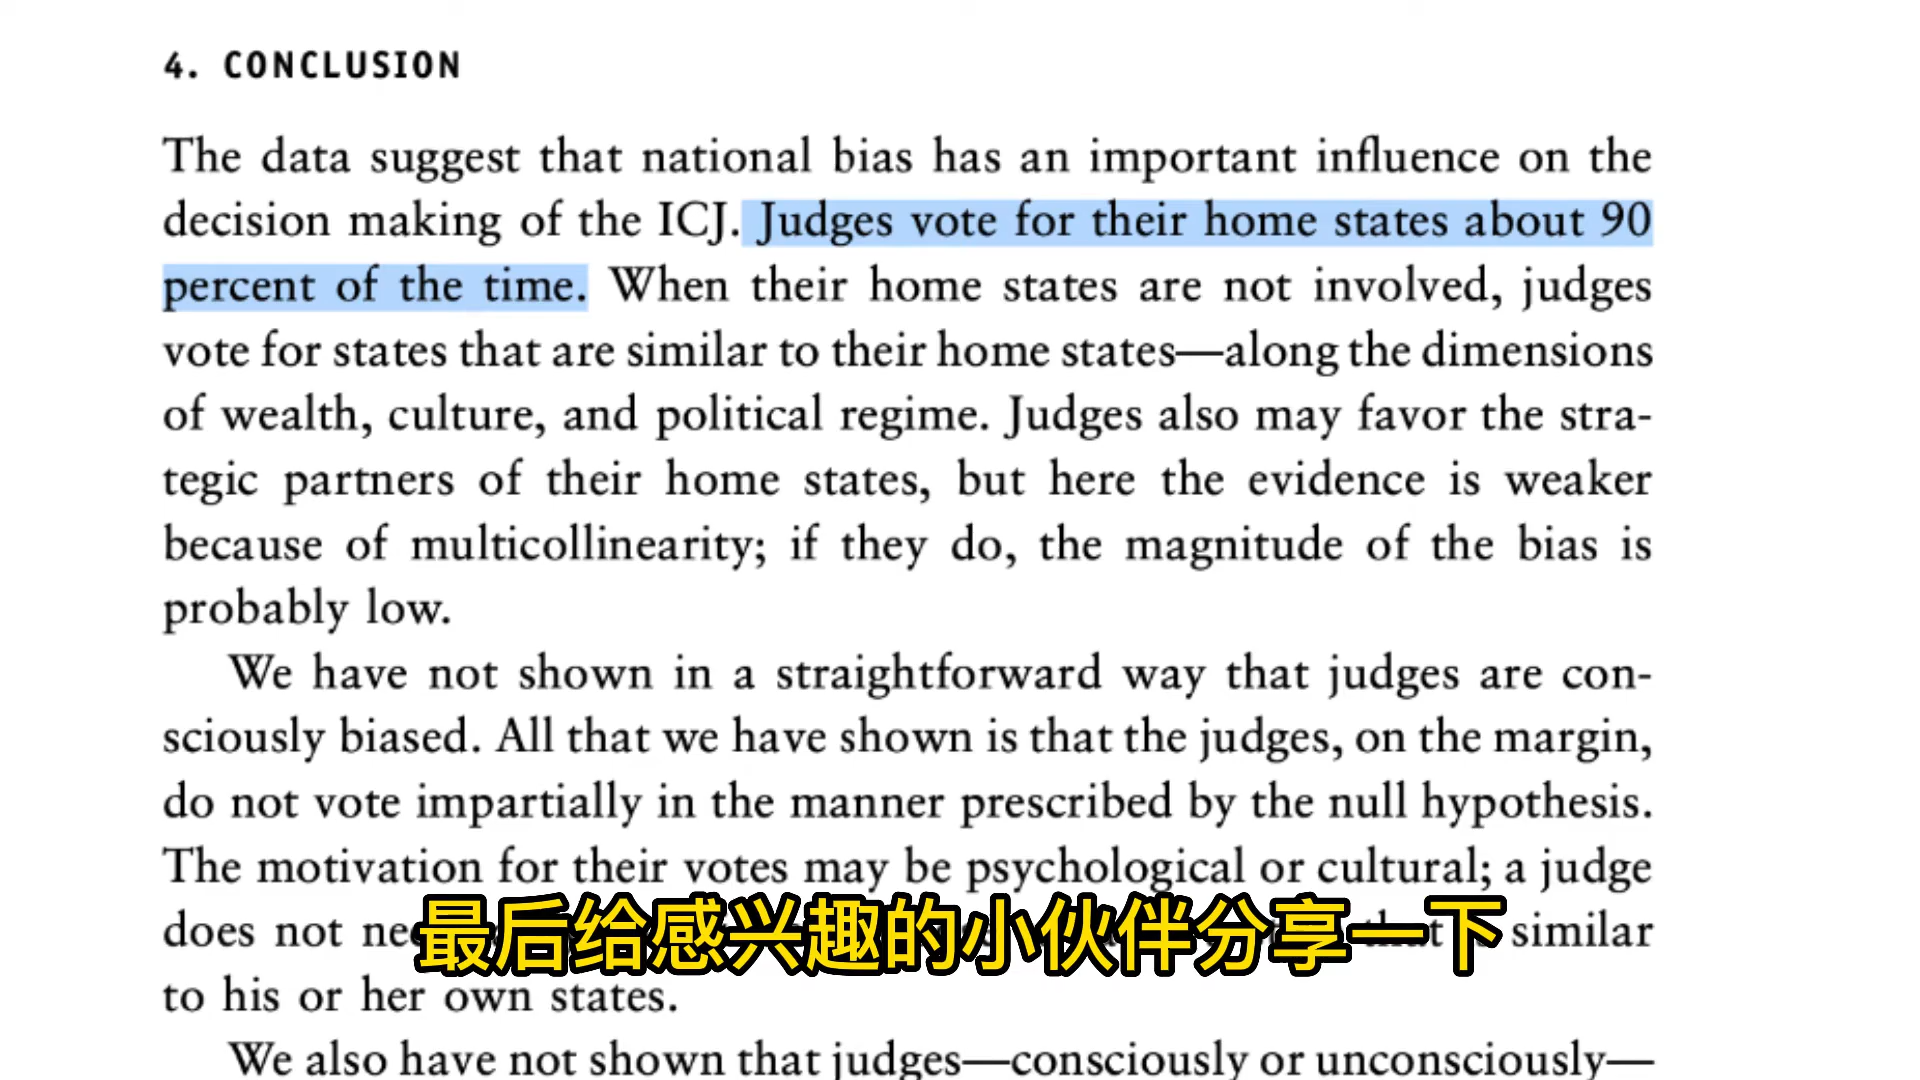 4. CONCLUSION
The data suggest that national bias has an important influence on the
decision making of the ICJ. Judges vote for their home states about 90
percent of the time. When their home states are not involved, judges
vote for states that are similar to their home states—along the dimensions
of wealth, culture, and political regime. Judges also may favor the stra-
tegic partners of their home states, but here the evidence is weaker
because of multicollinearity; if they do, the magnitude of the bias is
probably low.
We have not shown in a straightforward way that judges are con-
sciously biased. All that we have shown is that the judges, on the margin,
do not vote impartially in the manner prescribed by the null hypothesis.
The motivation for their votes may be psychological or cultural; a judge
does not similar
最后给感兴趣的小伙伴分享一下
to his or her own states.
We also have not shown that judges—consciously or unconsciously—